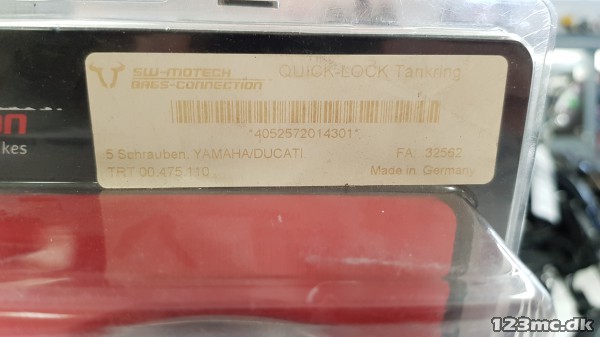 SW-MOTECH QUICK-LOCK Tankring
BAGS-CONNECTION
*4052572014301*
5 Schrauben, YAMAHA/DUCATI FA: 32562
TRT 00.475.110 Made in Germany
on
kes
123mc.dk